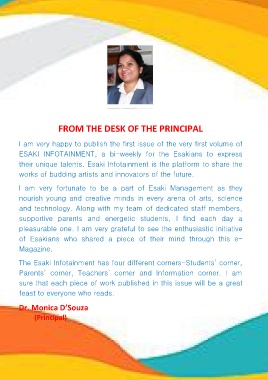 FROM THE DESK OF THE PRINCIPAL
I am very happy to publish the first issue of the very first volume of
ESAKI INFOTAINMENT, a bi-weekly for the Esakians to express
their unique talents. Esaki Infotainment is the platform to share the
works of budding artists and innovators of the future.
I am very fortunate to be a part of Esaki Management as they
nourish young and creative minds in every arena of arts, science
and technology. Along with my team of dedicated staff members,
supportive parents and energetic students, I find each day a
pleasurable one. I am very grateful to see the enthusiastic initiative
of Esakians who shared a piece of their mind through this e-
Magazine.
The Esaki Infotainment has four different corners-Students' corner,
Parents' corner, Teachers' corner and Information corner. I am
sure that each piece of work published in this issue will be a great
feast to everyone who reads.
Dr. Monica D'Souza
(Principal)